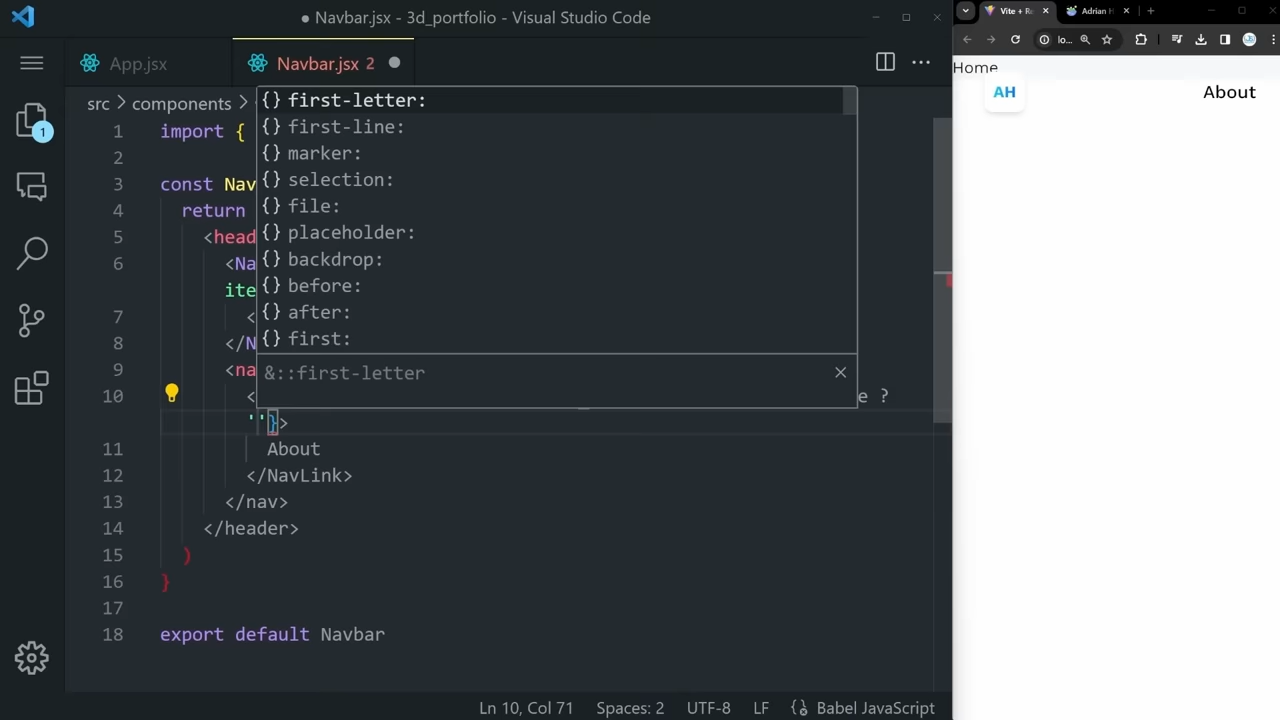 Navbar.jsx - 3d_portfolio - Visual Studio Code
App.jsx
Navbar.jsx 2
src > components >
1 import {
2
3 const Nav
4 return
5 <head
6 <Na
ite
7 <
8 </N
9 <na
10 < e ?
''}>
11 About
12 </NavLink>
13 </nav>
14 </header>
15 )
16 }
17
18 export default Navbar
{} first-letter:
{} first-line:
{} marker:
{} selection:
{} file:
{} placeholder:
{} backdrop:
{} before:
{} after:
{} first:
&::first-letter
1
Ln 10, Col 71
Spaces: 2
UTF-8
LF
Babel JavaScript
Vite + Re
Adrian H
lo...
Home
AH
About